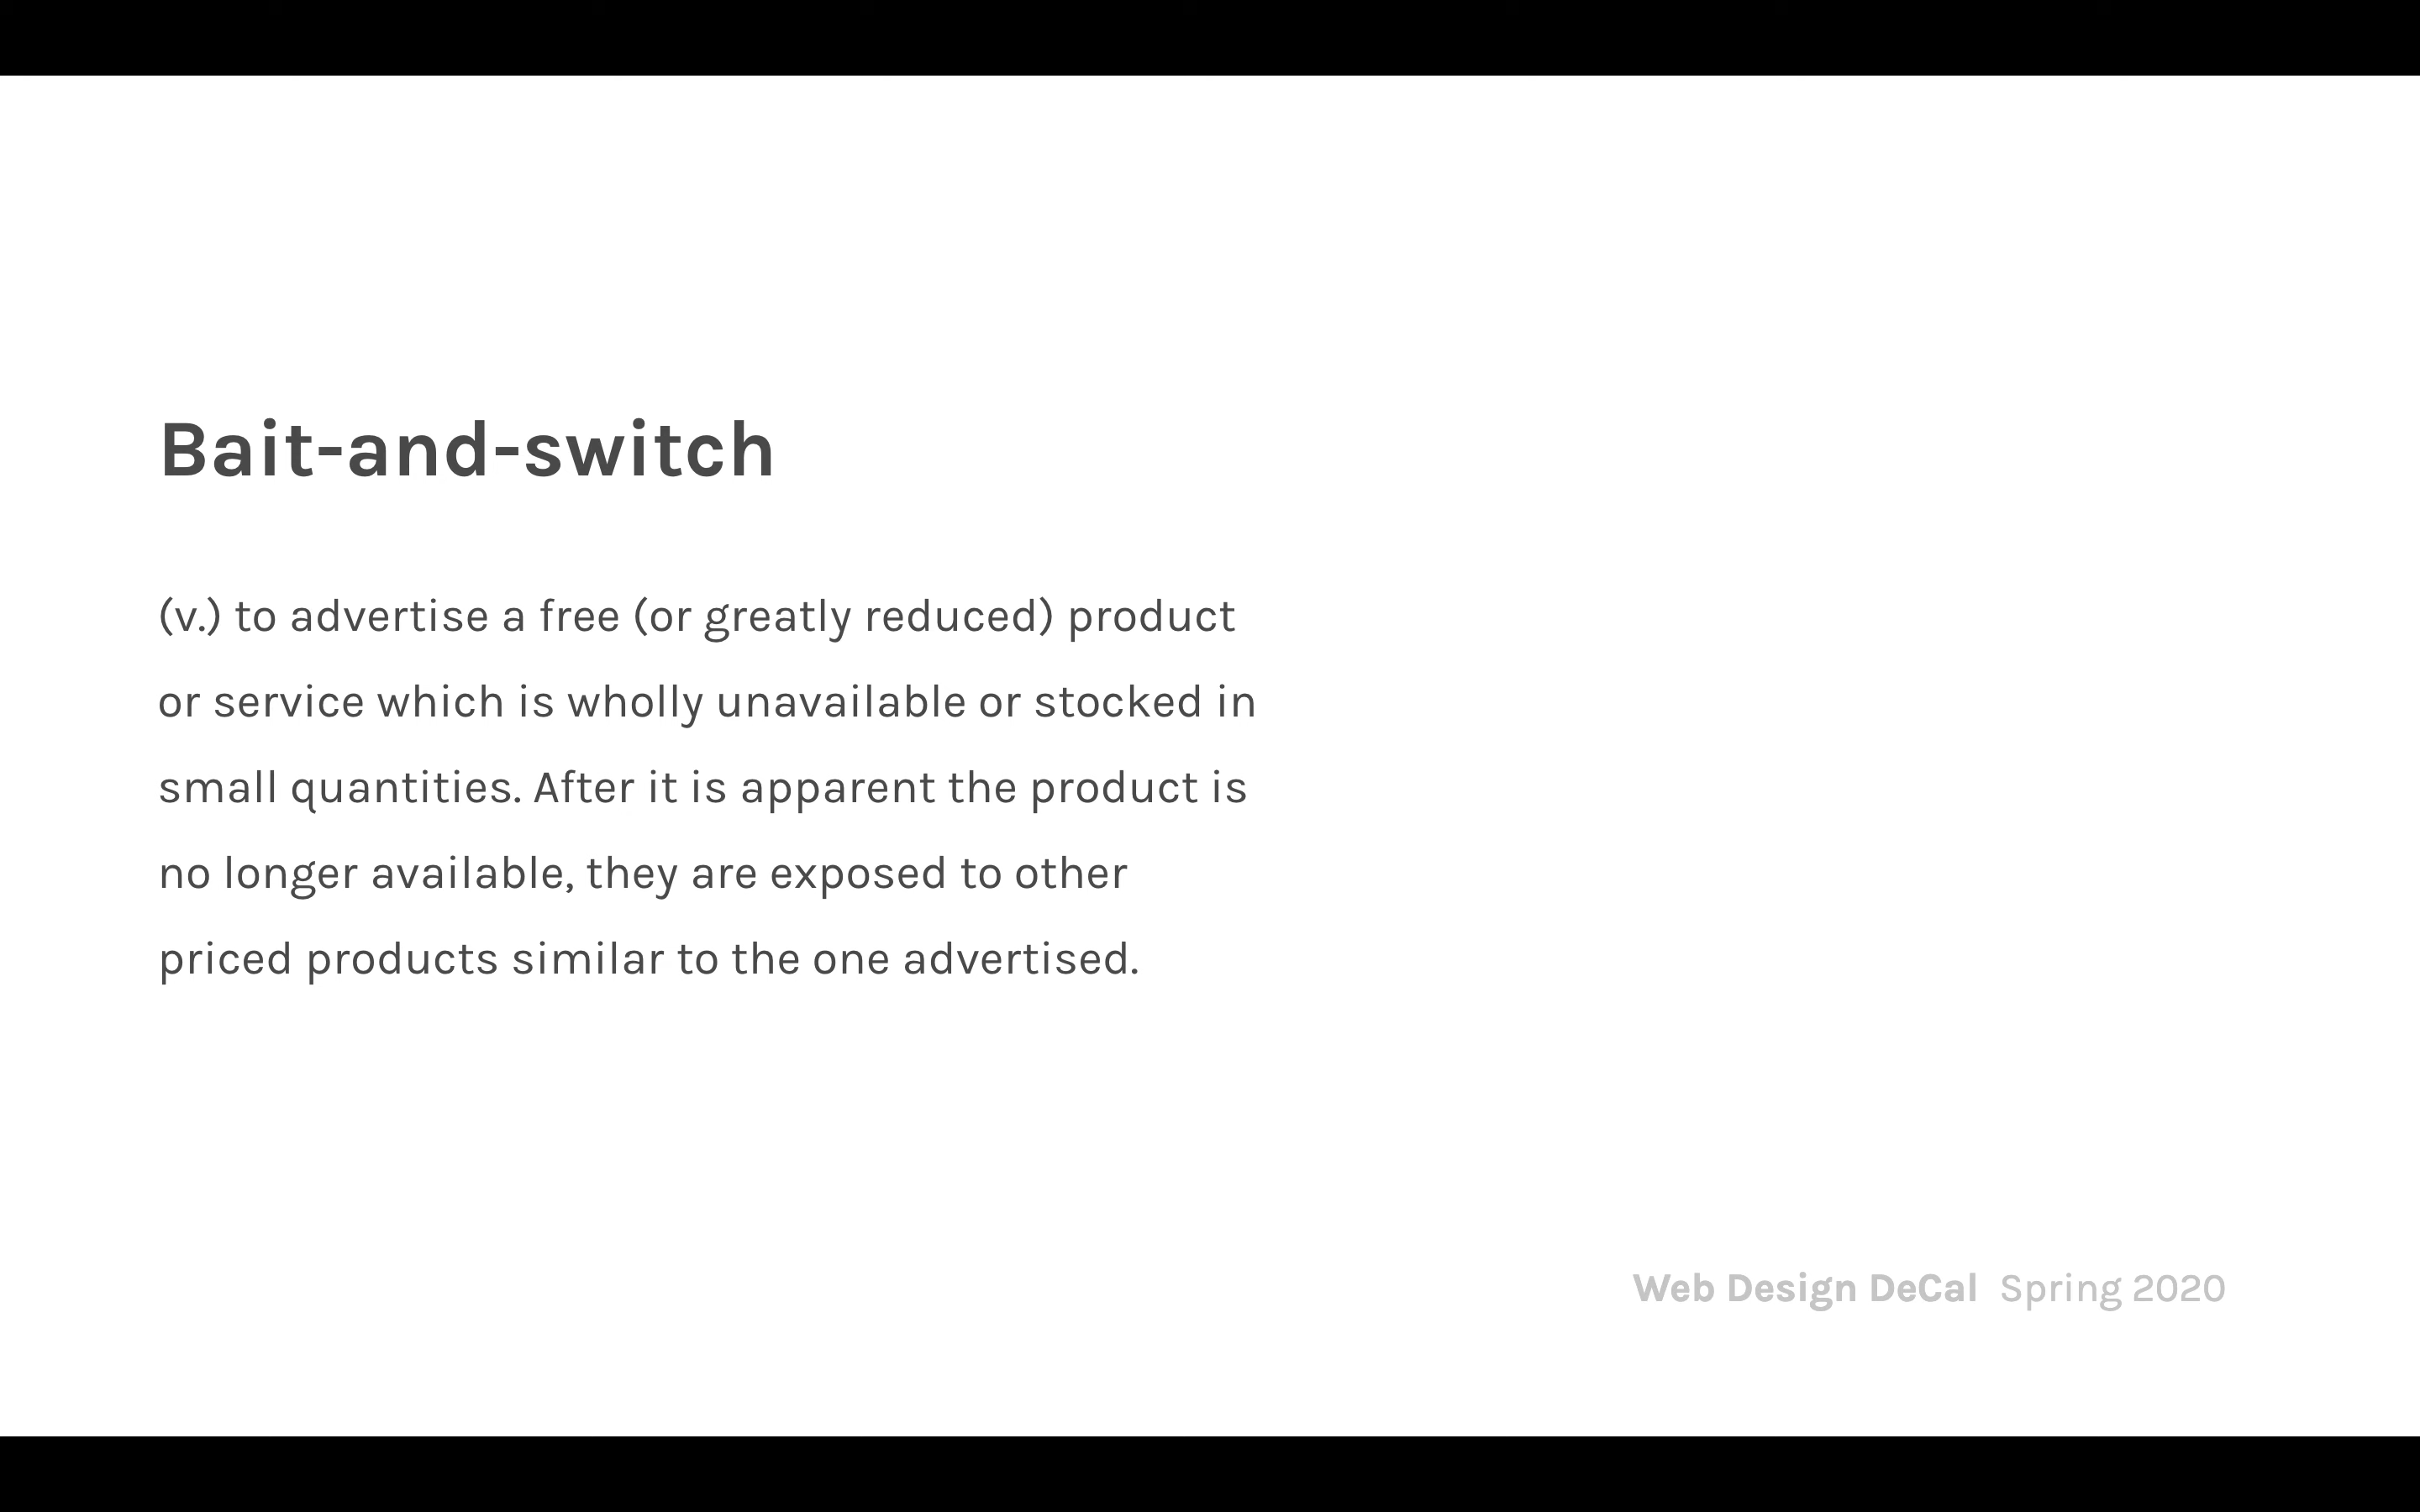 Bait-and-switch
(v.) to advertise a free (or greatly reduced) product
or service which is wholly unavailable or stocked in
small quantities. After it is apparent the product is
no longer available, they are exposed to other
priced products similar to the one advertised.
Web Design DeCal Spring 2020